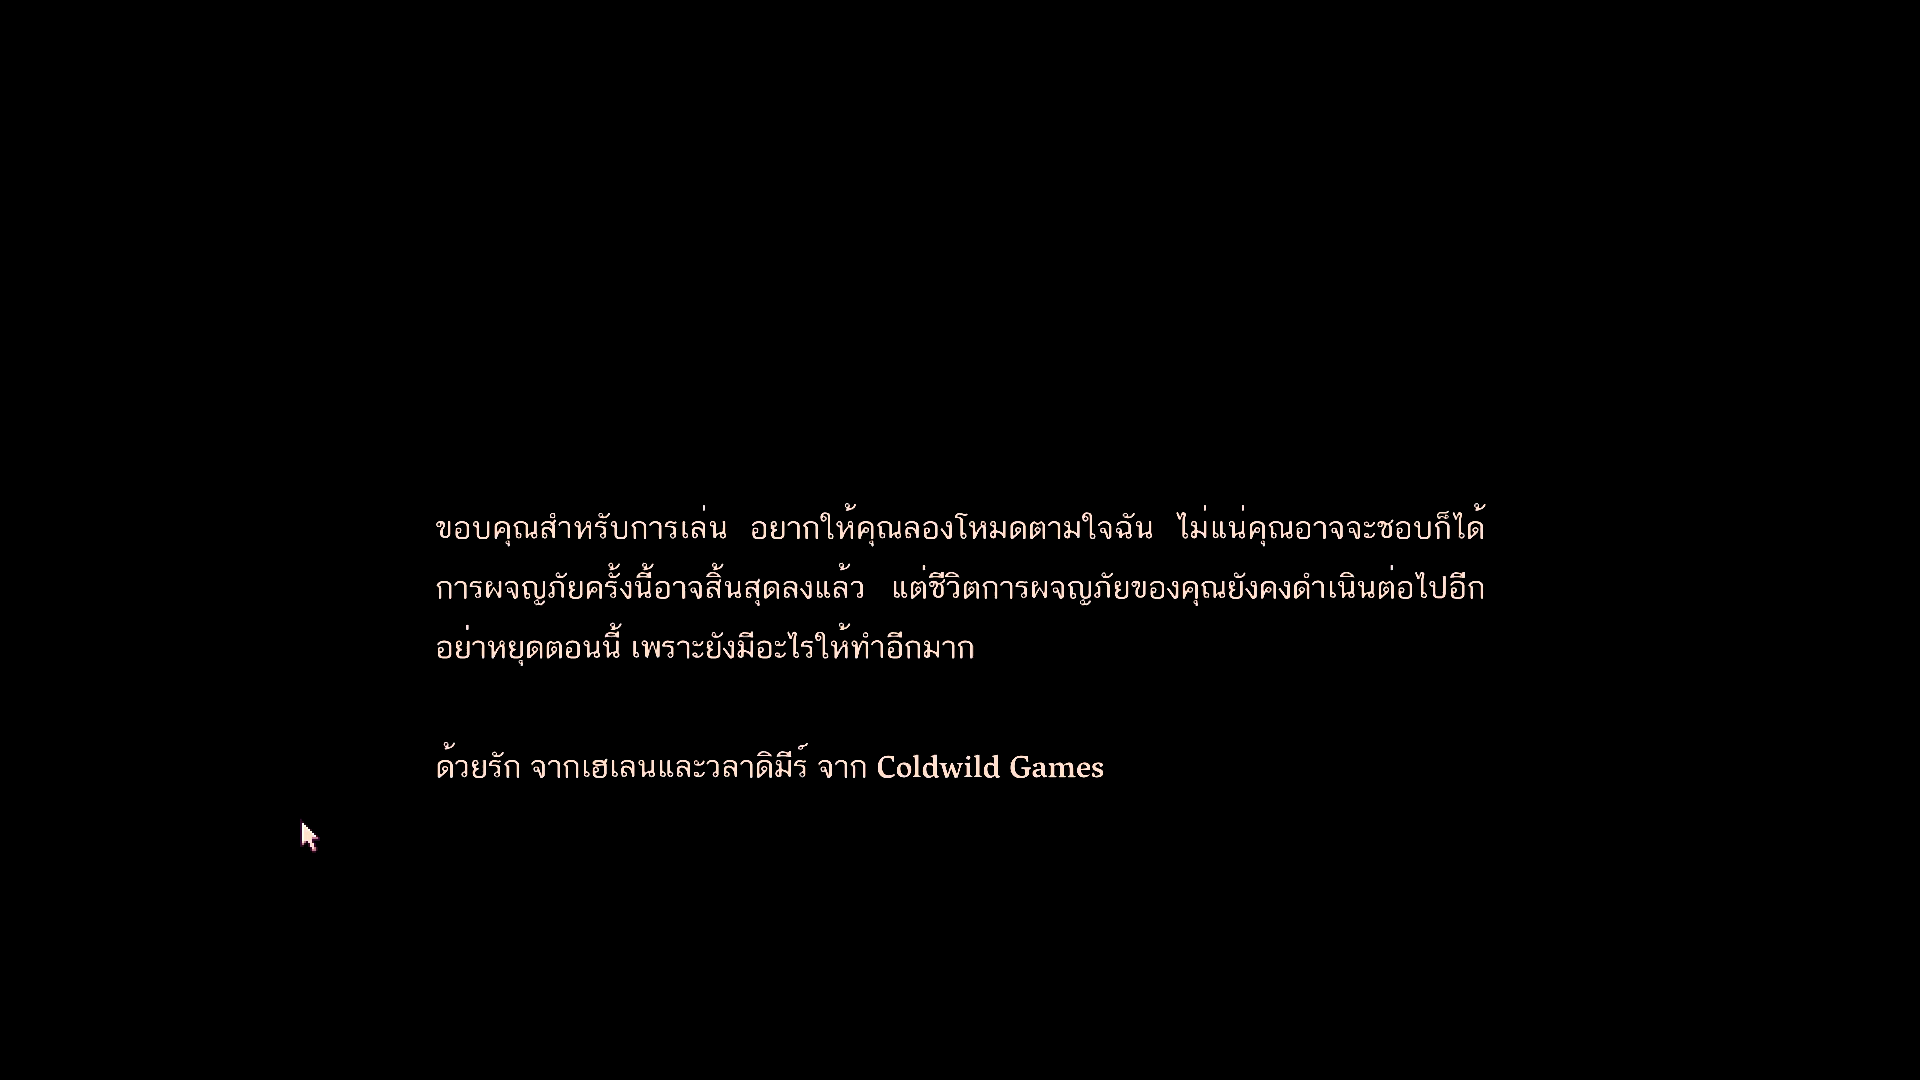 ขอบคุณสำหรับการเล่น อยากให้คุณลองโหมดตามใจฉัน ไม่แน่คุณอาจจะชอบก็ได้
การผจญภัยครั้งนี้อาจสิ้นสุดลงแล้ว แต่ชีวิตการผจญภัยของคุณยังคงดำเนินต่อไปอีก
อย่าหยุดตอนนี้ เพราะยังมีอะไรให้ทำอีกมาก
ด้วยรัก จากเฮเลนและวลาดิมีร์ จาก Coldwild Games